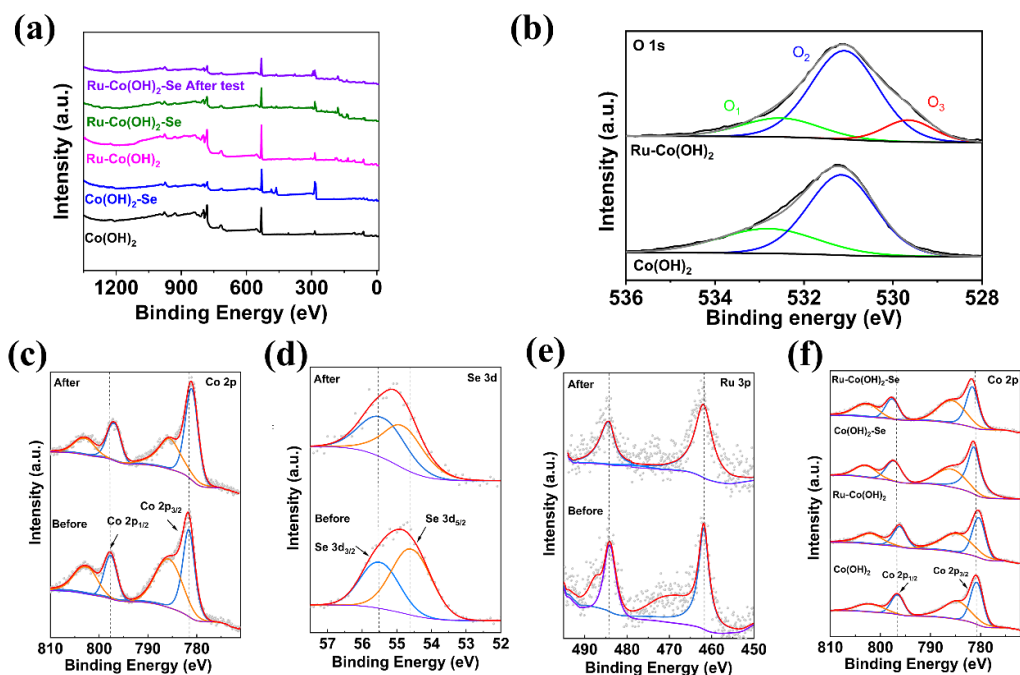 (a)
Intensity (a.u.)
Ru-Co(OH)2-Se After test
Ru-Co(OH)2-Se
Ru-Co(OH)2
Co(OH)2-Se
Co(OH)2
1200 900 600 300 0
Binding Energy (eV)
(b)
Intensity (a.u.)
O 1s
O2
O1
O3
Ru-Co(OH)2
Co(OH)2
536 534 532 530 528
Binding energy (eV)
(c)
Intensity (a.u.)
After
Co 2p
Co 2p1/2
Co 2p3/2
Before
810 800 790 780
Binding Energy (eV)
(d)
Intensity (a.u.)
After
Se 3d
Before
Se 3d5/2
Se 3d3/2
57 56 55 54 53 52
Binding Energy (eV)
(e)
Intensity (a.u.)
After
Ru 3p
Before
490 480 470 460 450
Binding Energy (eV)
(f)
Intensity (a.u.)
Ru-Co(OH)2-Se
Co 2p
Co(OH)2-Se
Ru-Co(OH)2
Co(OH)2
Co 2p1/2
Co 2p3/2
810 800 790 780
Binding Energy (eV)